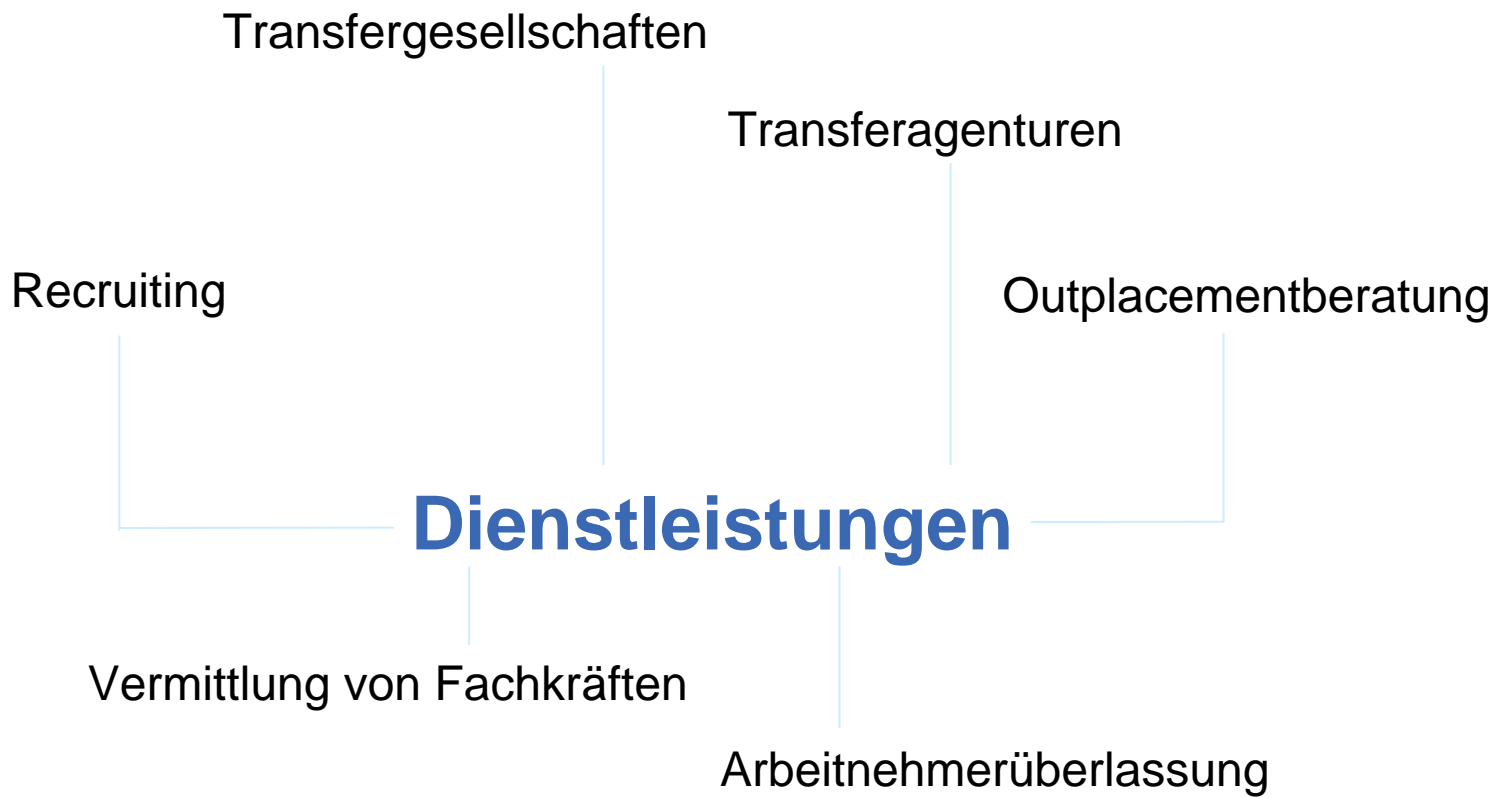 Transfergesellschaften
Transferagenturen
Recruiting
Outplacementberatung
Dienstleistungen
Vermittlung von Fachkräften
Arbeitnehmerüberlassung